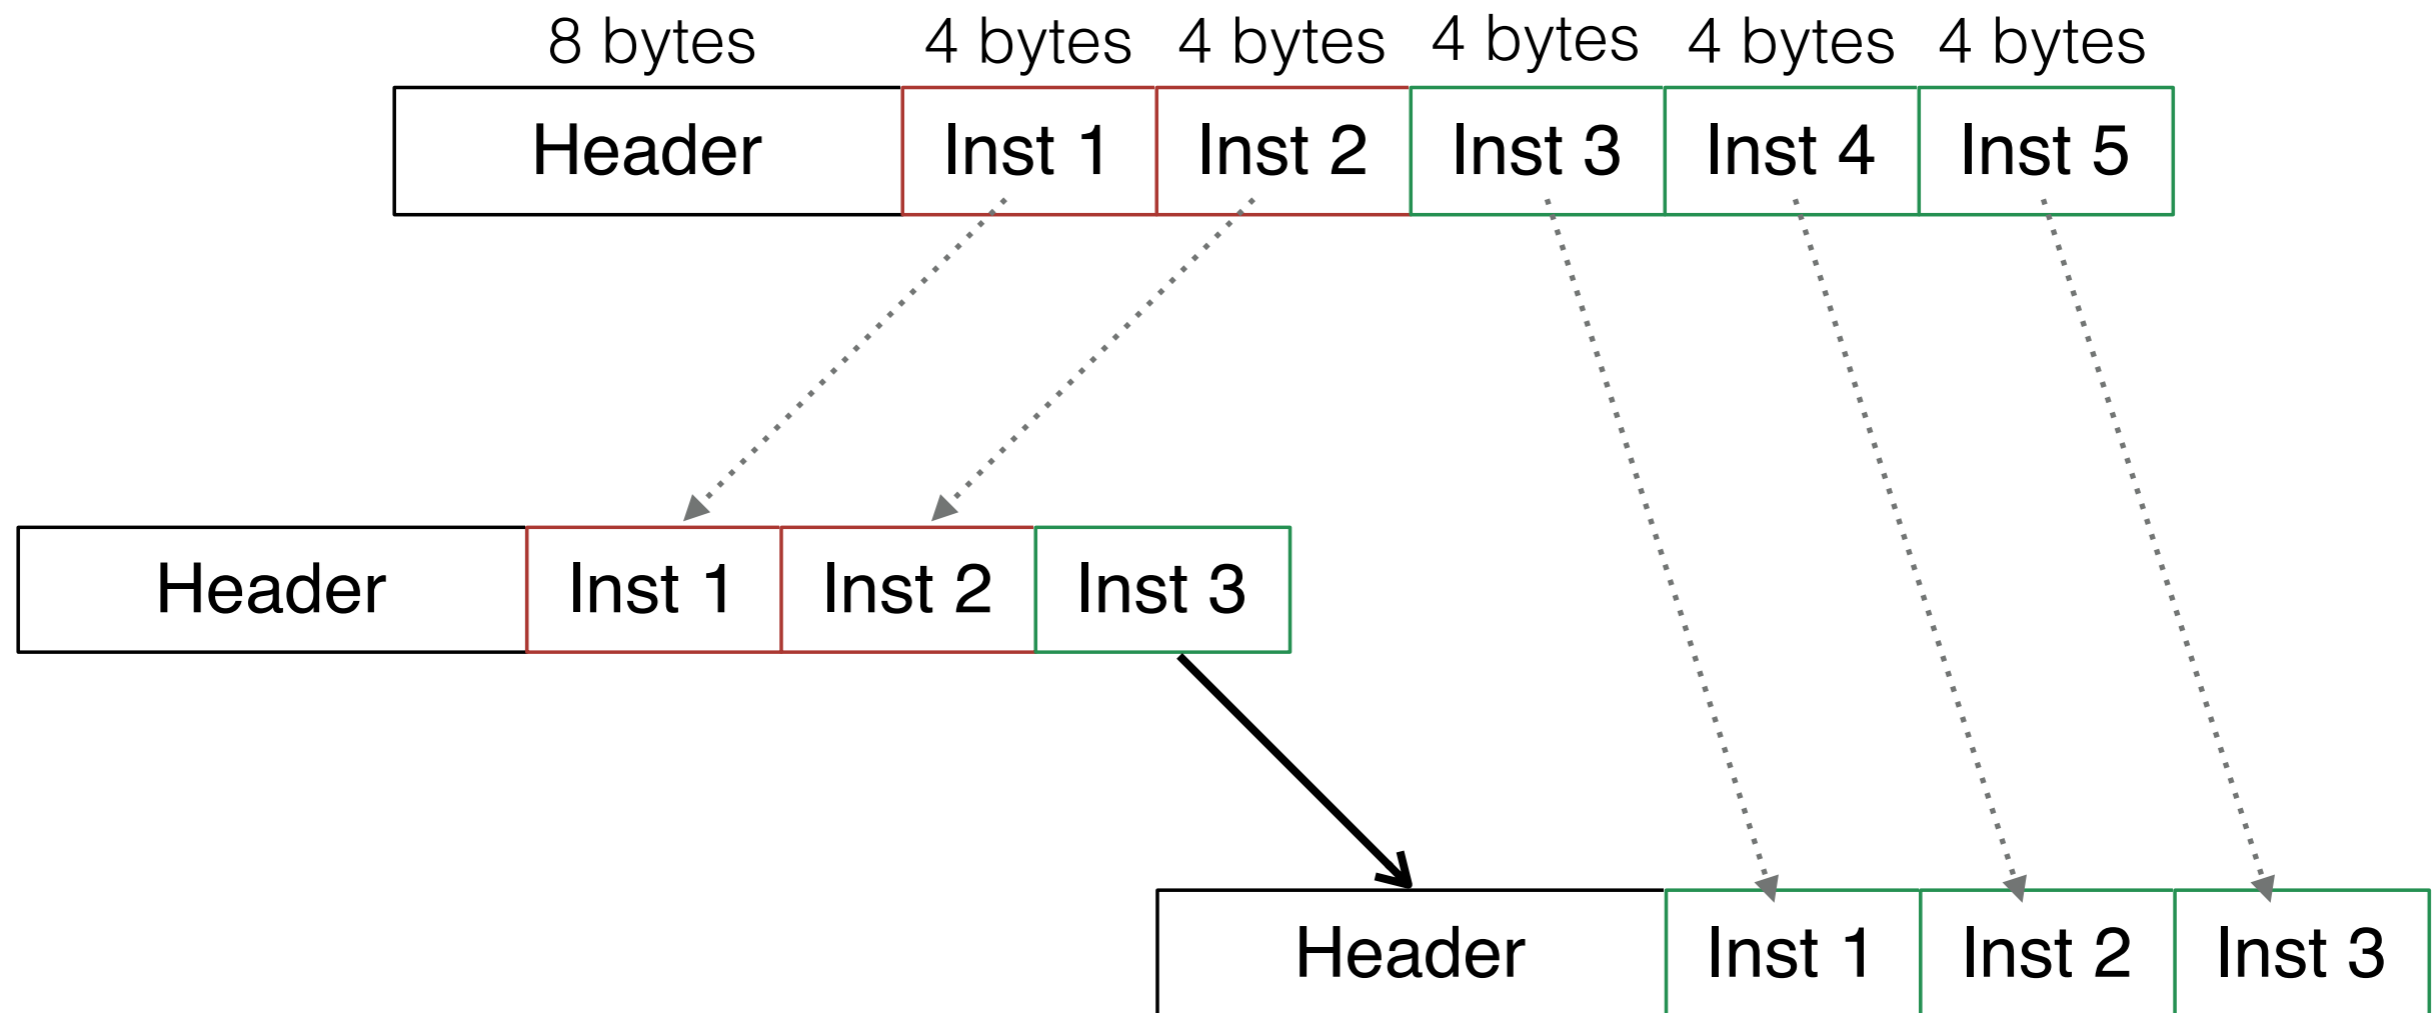 8 bytes 4 bytes 4 bytes 4 bytes 4 bytes 4 bytes
Header Inst 1 Inst 2 Inst 3 Inst 4 Inst 5
Header Inst 1 Inst 2 Inst 3
Header Inst 1 Inst 2 Inst 3